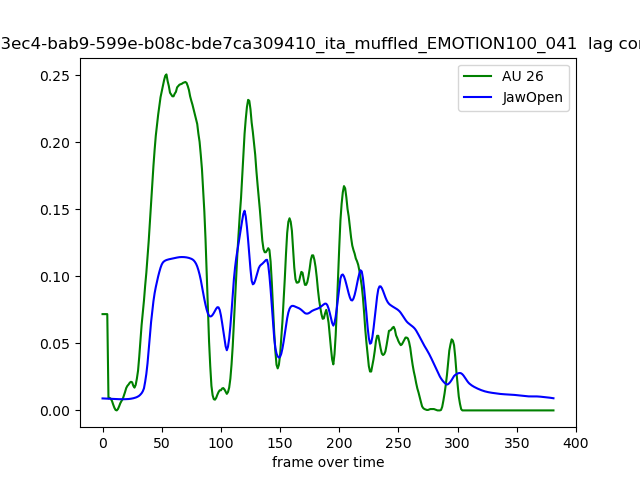 3ec4-bab9-599e-b08c-bde7ca309410_ita_muffled_EMOTION100_041 lag cor
AU 26
JawOpen
0.25
0.20
0.15
0.10
0.05
0.00
0 50 100 150 200 250 300 350 400
frame over time